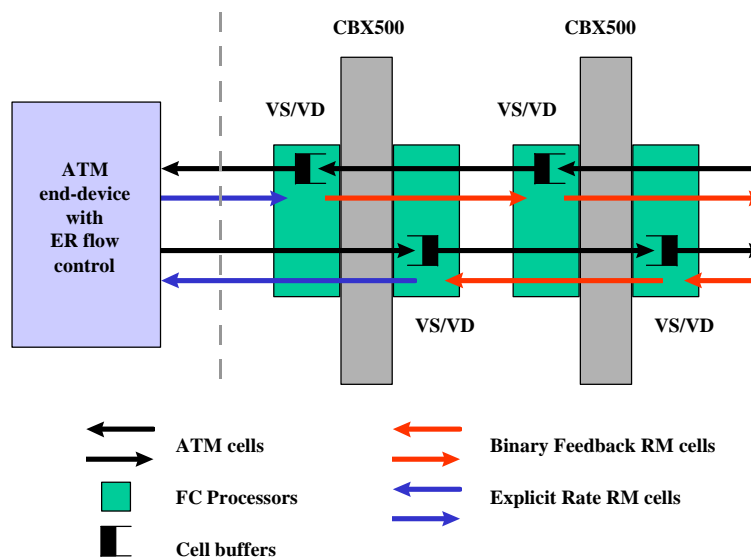 CBX500
CBX500
VS/VD
VS/VD
ATM
end-device
with
ER flow
control
VS/VD
VS/VD
ATM cells
Binary Feedback RM cells
FC Processors
Explicit Rate RM cells
Cell buffers